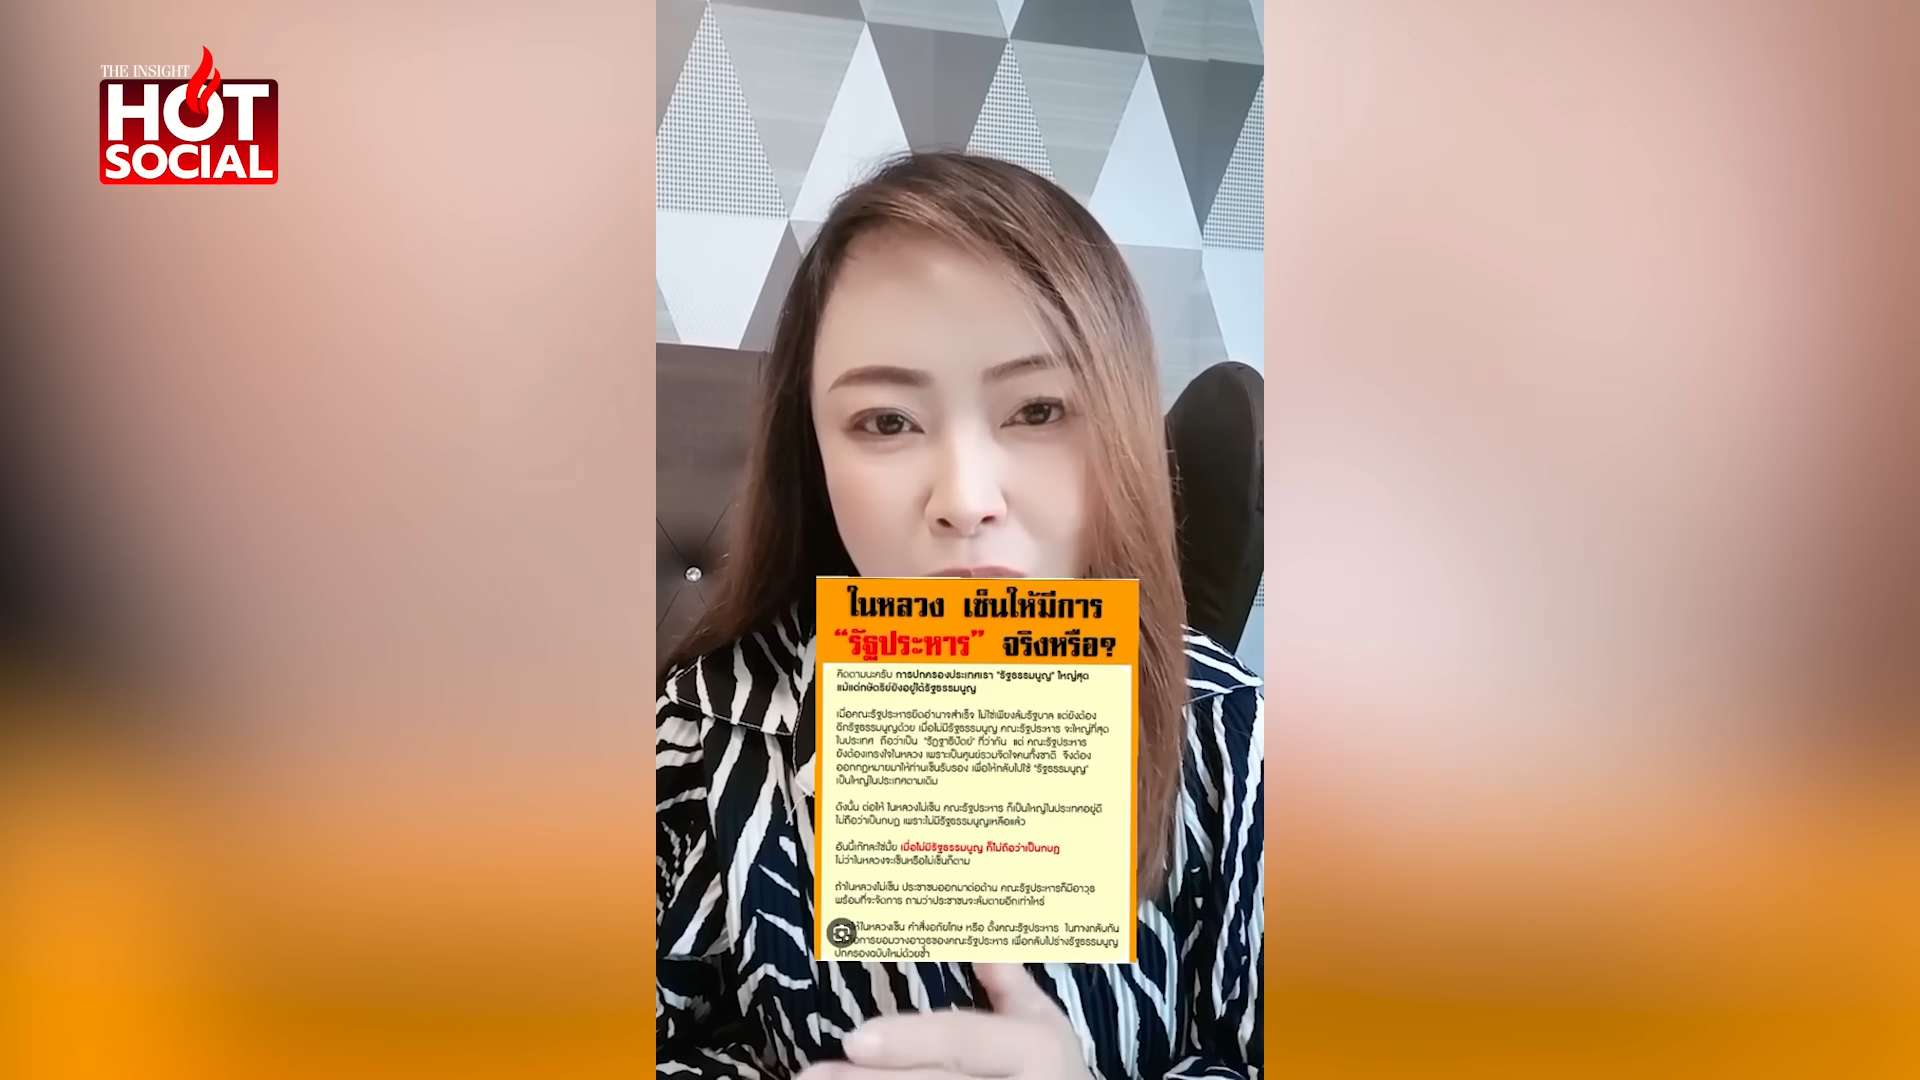 THE INSIGHT
HOT
SOCIAL
ในหลวง เซ็นให้มีการ
“รัฐประหาร” จริงหรือ?
คิดตามนะครับ การปกครองประเทศเรา "รัฐธรรมนูญ" ใหญ่สุด
แม้แต่กษัตริย์ยังอยู่ใต้รัฐธรรมนูญ
เมื่อคณะรัฐประหารยึดอำนาจสำเร็จ ไม่ใช่เพียงล้มรัฐบาล แต่ยังต้อง
ฉีกรัฐธรรมนูญด้วย เมื่อไม่มีรัฐธรรมนูญ คณะรัฐประหาร จะใหญ่ที่สุด
ในประเทศ ถือว่าเป็น "รัฏฐาธิปัตย์" ที่ว่ากัน แต่ คณะรัฐประหาร
ยังต้องเกรงใจในหลวง เพราะเป็นศูนย์รวมจิตใจคนทั้งชาติ จึงต้อง
ออกกฎหมายมาให้ท่านเซ็นรับรอง เพื่อให้กลับไปใช้ "รัฐธรรมนูญ"
เป็นใหญ่ในประเทศตามเดิม
ดังนั้น ต่อให้ ในหลวงไม่เซ็น คณะรัฐประหาร ก็เป็นใหญ่ในประเทศอยู่ดี
ไม่ถือว่าเป็นกบฏ เพราะไม่มีรัฐธรรมนูญเหลือแล้ว
อันนี้เก๊ทละใช่มั้ย เมื่อไม่มีรัฐธรรมนูญ ก็ไม่ถือว่าเป็นกบฏ
ไม่ว่าในหลวงจะเซ็นหรือไม่เซ็นก็ตาม
ถ้าในหลวงไม่เซ็น ประชาชนออกมาต่อต้าน คณะรัฐประหารก็มีอาวุธ
พร้อมที่จะจัดการ ถามว่าประชาชนจะล้มตายอีกเท่าไหร่
ให้ในหลวงเซ็น คำสั่งอภัยโทษ หรือ ตั้งคณะรัฐประหาร ในทางกลับกัน
การยอมวางอาวุธของคณะรัฐประหาร เพื่อกลับไปร่างรัฐธรรมนูญ
ปกครองฉบับใหม่ด้วยซ้ำ